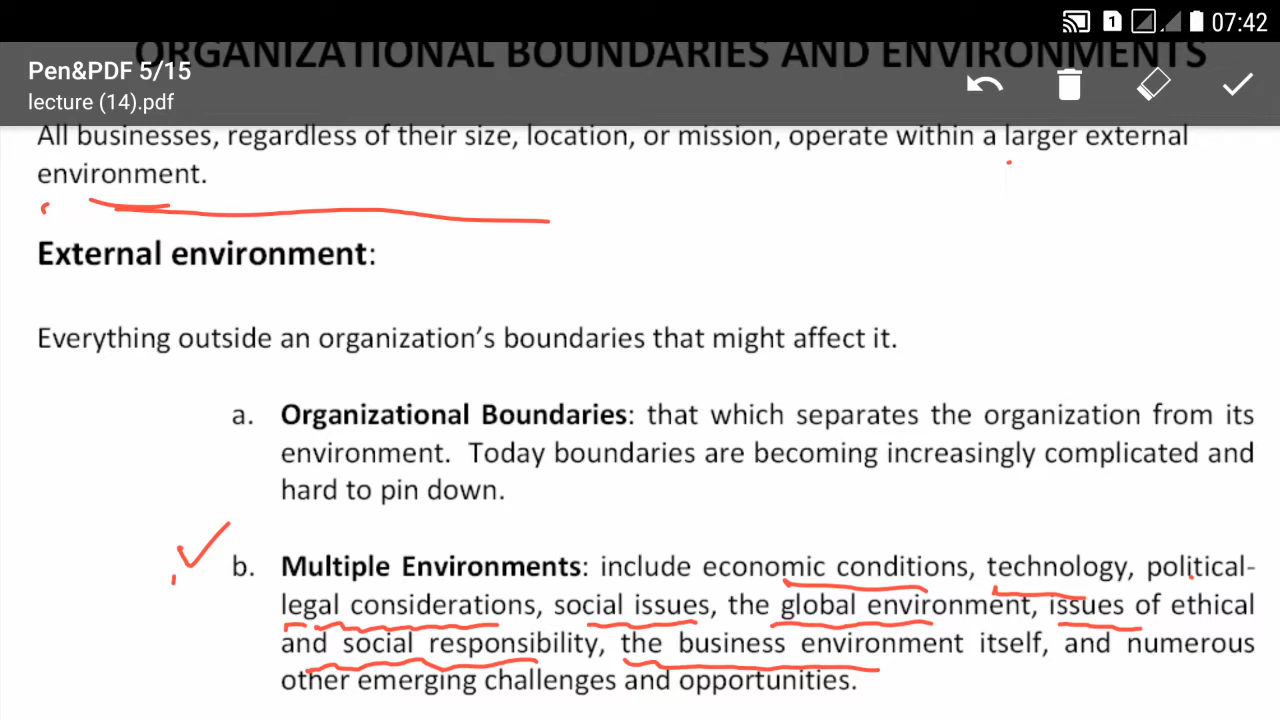 1 07:42
ORGANIZATIONAL BOUNDARIES AND ENVIRONMENTS
Pen&PDF 5/15
lecture (14).pdf
All businesses, regardless of their size, location, or mission, operate within a larger external
environment.
External environment:
Everything outside an organization’s boundaries that might affect it.
a. Organizational Boundaries: that which separates the organization from its
environment. Today boundaries are becoming increasingly complicated and
hard to pin down.
b. Multiple Environments: include economic conditions, technology, political-
legal considerations, social issues, the global environment, issues of ethical
and social responsibility, the business environment itself, and numerous
other emerging challenges and opportunities.